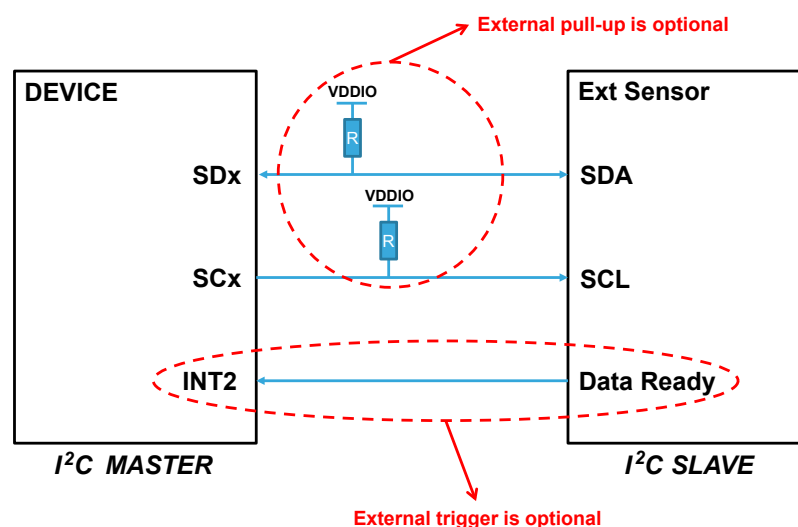 External pull-up is optional
DEVICE
Ext Sensor
VDDIO
R
SDx
SDA
VDDIO
R
SCx
SCL
INT2
Data Ready
I²C MASTER
I²C SLAVE
External trigger is optional